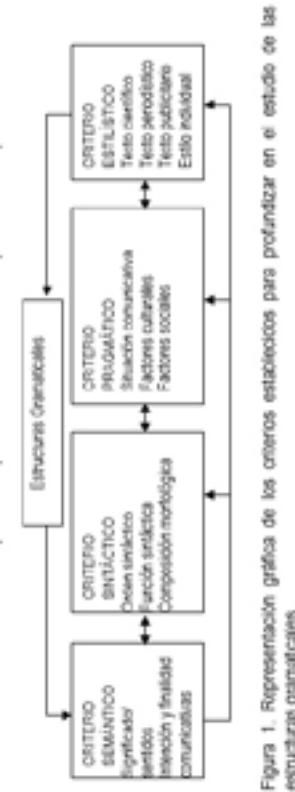 Estructuras Gramaticales
CRITERIO
SEMÁNTICO
Significado/
sentidos
Intención y finalidad
comunicativas
CRITERIO
SINTÁCTICO
Orden sintáctico
Función sintáctica
Composición morfológica
CRITERIO
PRAGMÁTICO
Situación comunicativa
Factores culturales
Factores sociales
CRITERIO
ESTILÍSTICO
Texto científico
Texto periodístico
Texto publicitario
Estilo individual
Figura 1. Representación gráfica de los criterios establecidos para profundizar en el estudio de las
estructuras gramaticales